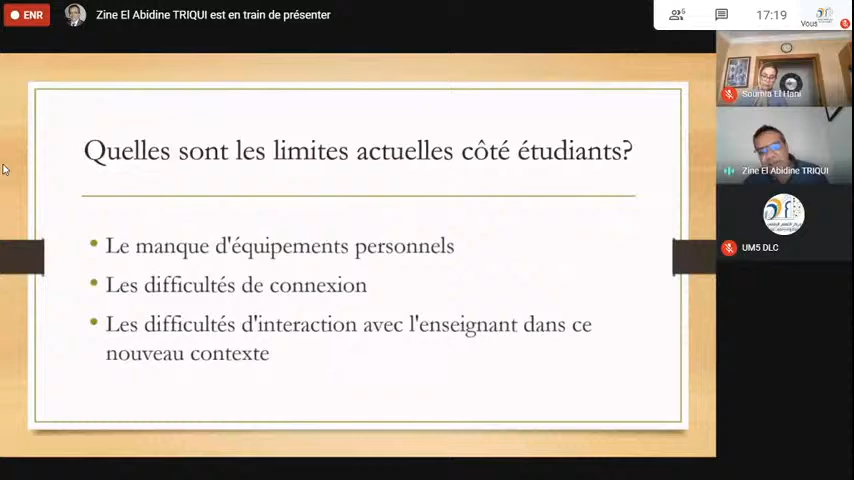 ENR
Zine El Abidine TRIQUI est en train de présenter
6
17:19
Vous
Quelles sont les limites actuelles côté étudiants?
Le manque d'équipements personnels
Les difficultés de connexion
Les difficultés d'interaction avec l'enseignant dans ce
nouveau contexte
Soumia El Hani
Zine El Abidine TRIQUI
UM5 DLC